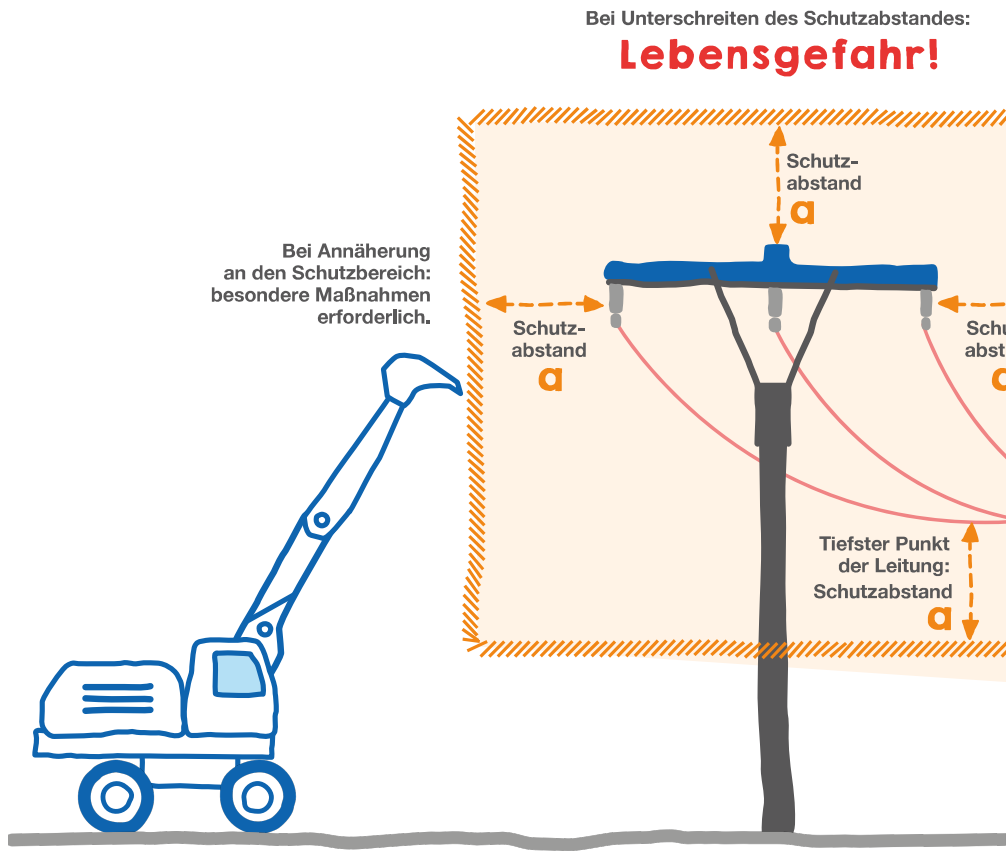 Bei Unterschreiten des Schutzabstandes:
Lebensgefahr!
Schutz-
abstand
a
Bei Annäherung
an den Schutzbereich:
besondere Maßnahmen
erforderlich.
Schutz-
abstand
a
Tiefster Punkt
der Leitung:
Schutzabstand
a